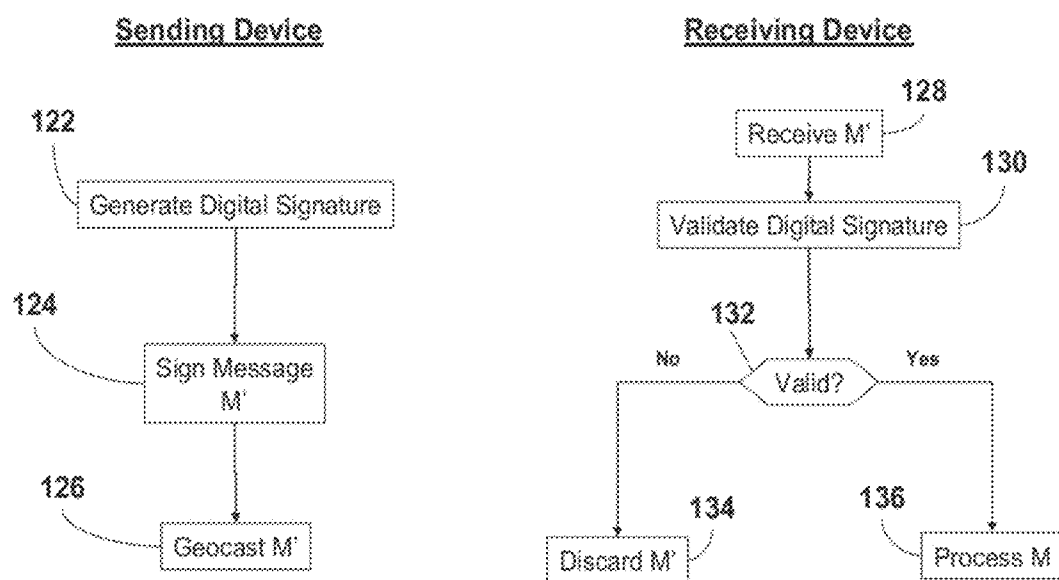 Sending Device
122
Generate Digital Signature
124
Sign Message
M'
126
Geocast M'
Receiving Device
128
Receive M'
130
Validate Digital Signature
132
No
Valid?
Yes
134
Discard M'
136
Process M